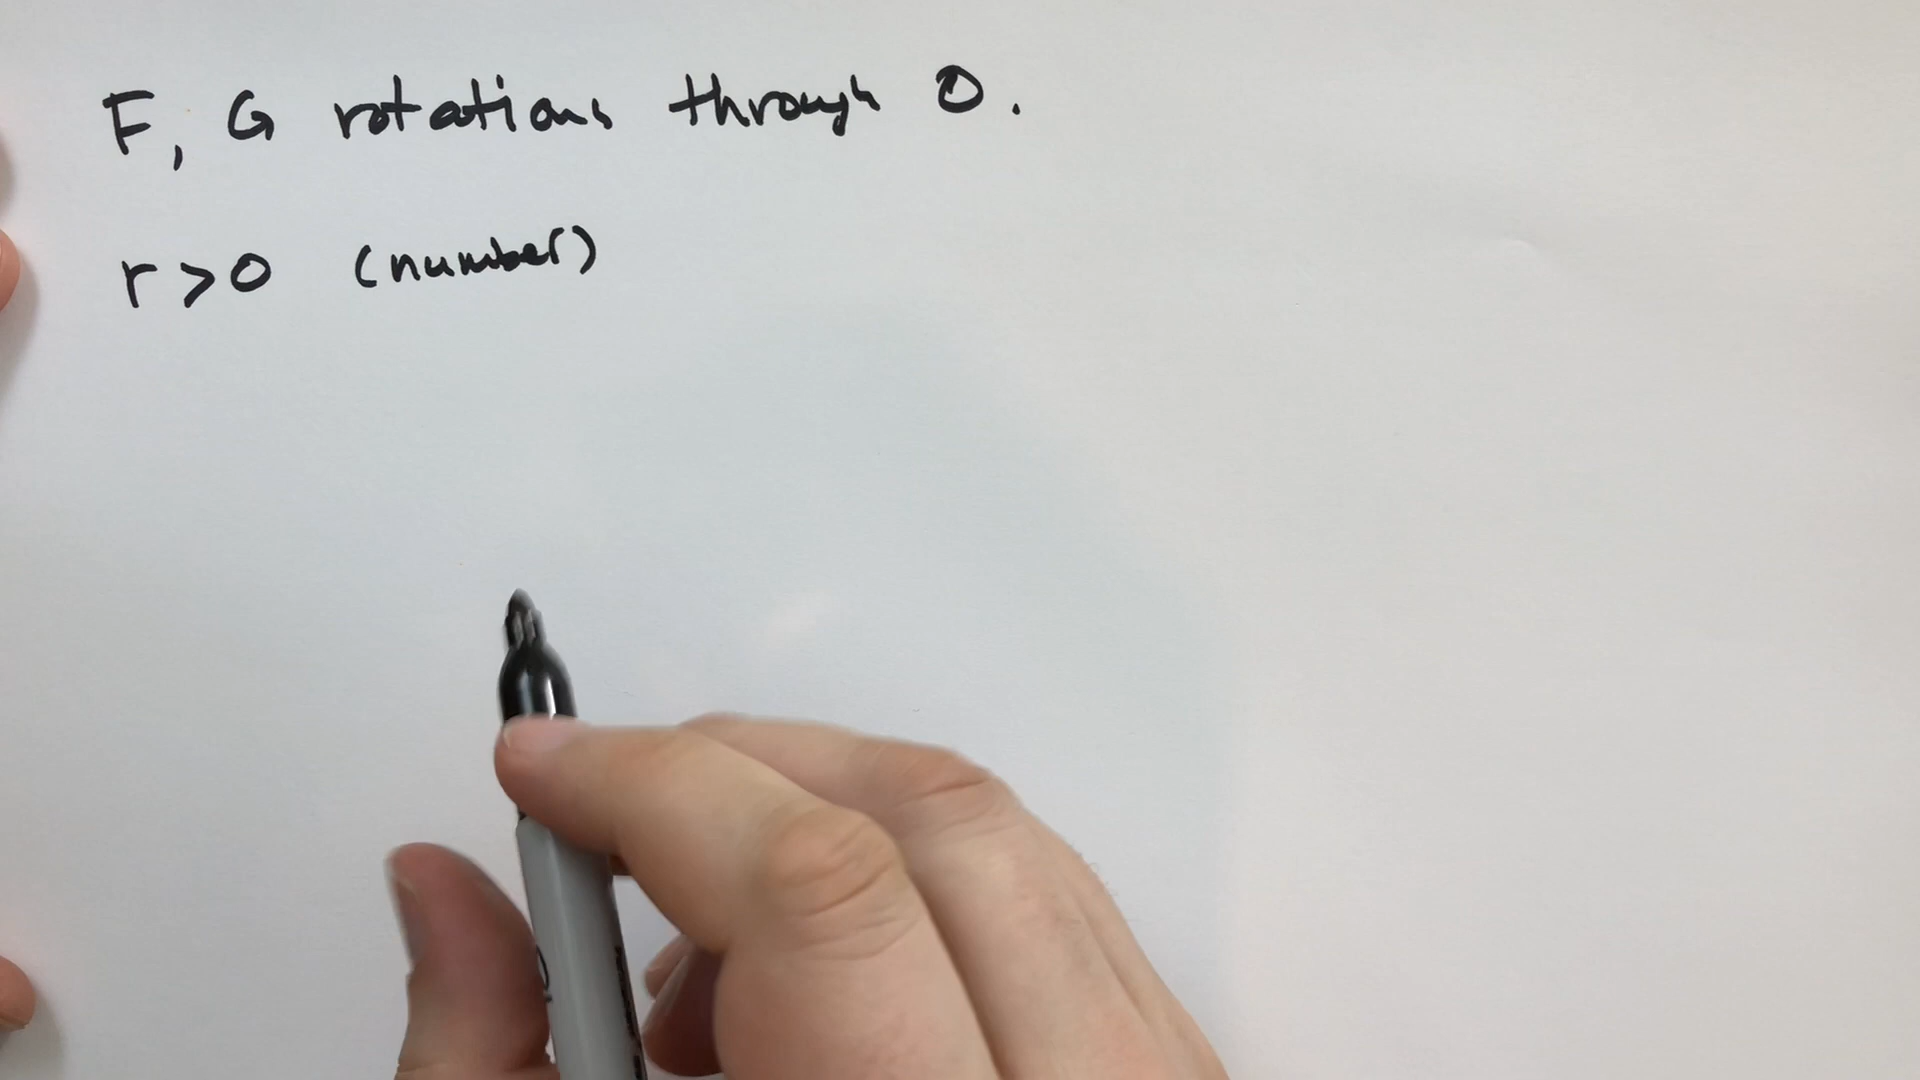 F, G rotations through O.
r > 0 (number)